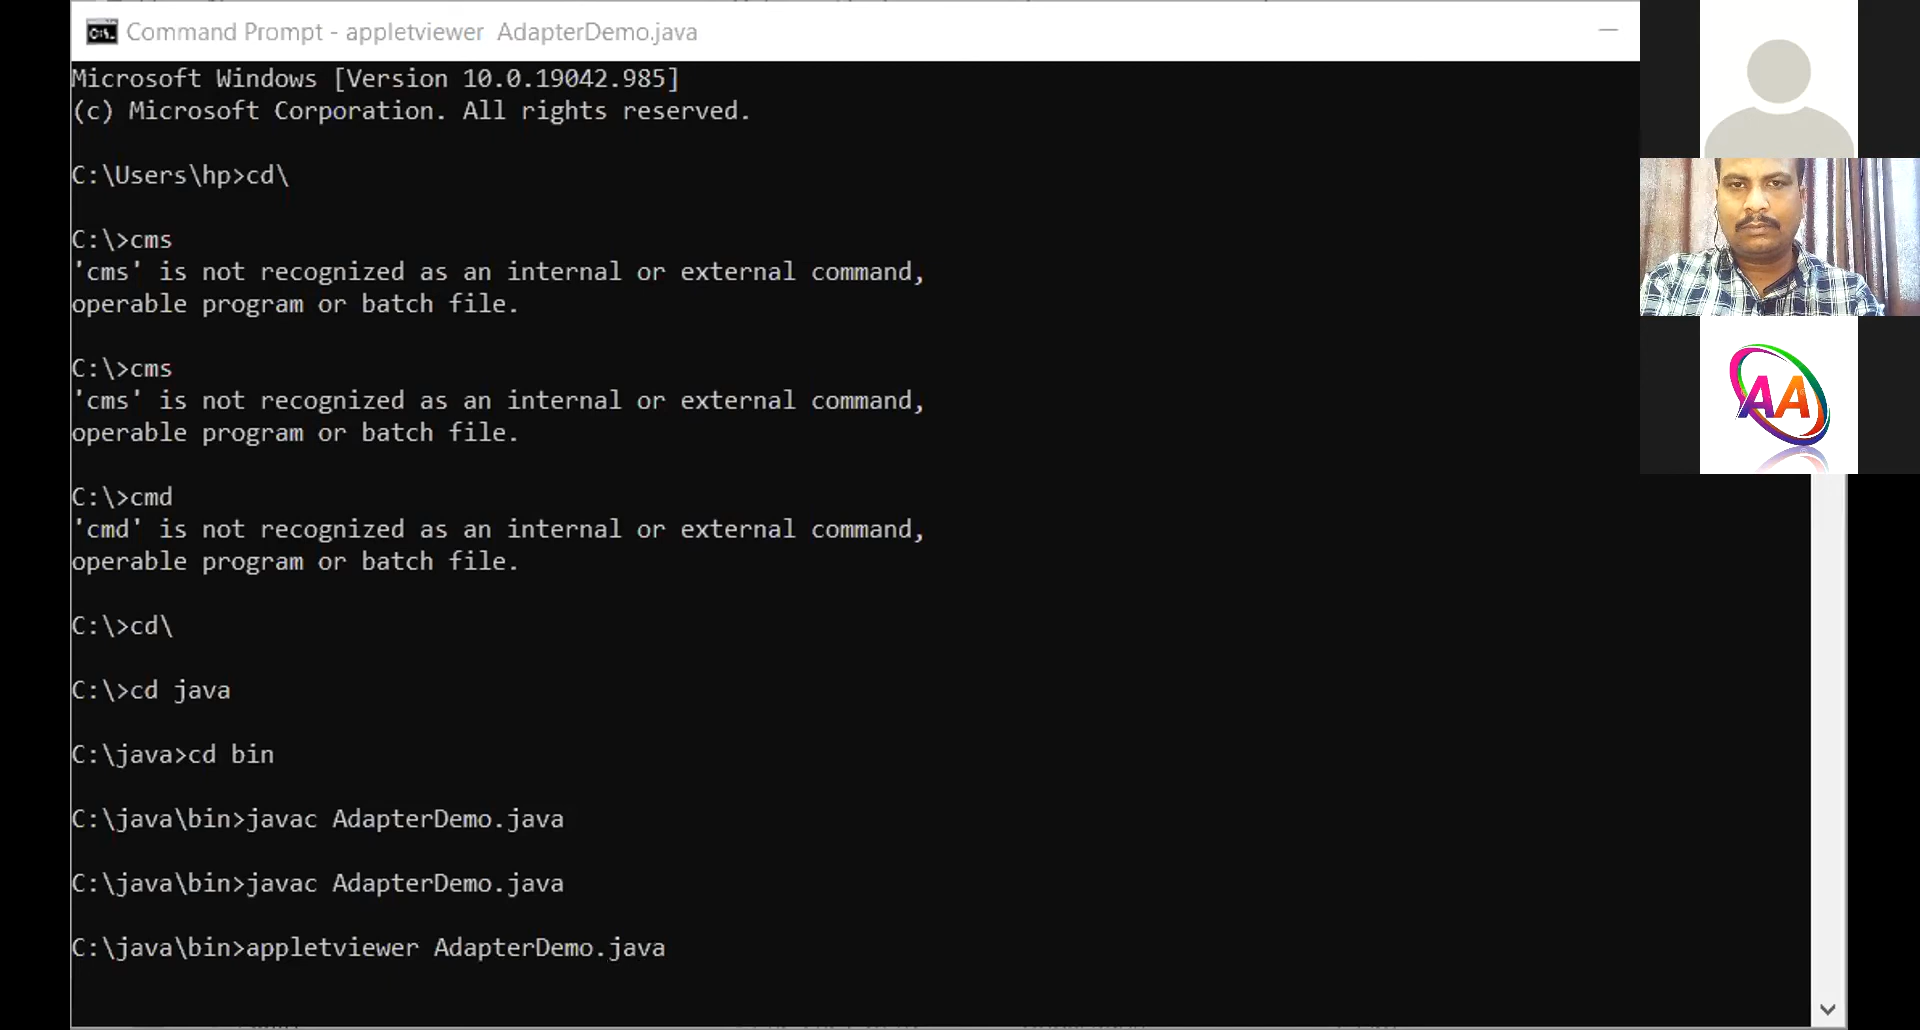 Command Prompt - appletviewer  AdapterDemo.java
Microsoft Windows [Version 10.0.19042.985]
(c) Microsoft Corporation. All rights reserved.
C:\Users\hp>cd\
C:\>cms
'cms' is not recognized as an internal or external command,
operable program or batch file.
C:\>cms
'cms' is not recognized as an internal or external command,
operable program or batch file.
C:\>cmd
'cmd' is not recognized as an internal or external command,
operable program or batch file.
C:\>cd\
C:\>cd java
C:\java>cd bin
C:\java\bin>javac AdapterDemo.java
C:\java\bin>javac AdapterDemo.java
C:\java\bin>appletviewer AdapterDemo.java
AA